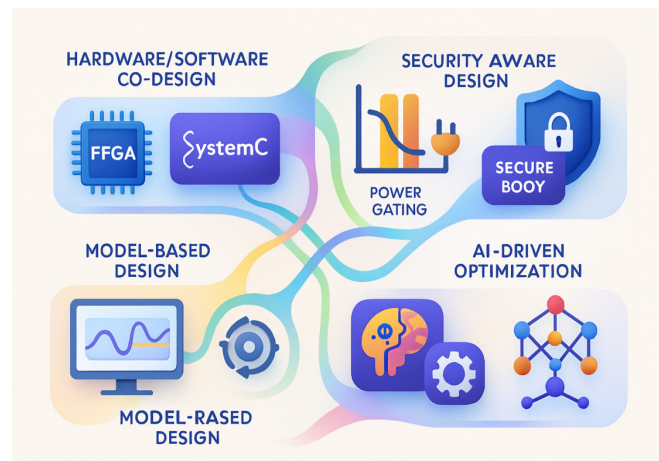 HARDWARE/SOFTWARE
CO-DESIGN
FFGA
SystemC
SECURITY AWARE
DESIGN
POWER
GATING
SECURE
BOOY
MODEL-BASED
DESIGN
MODEL-RASED
DESIGN
AI-DRIVEN
OPTIMIZATION